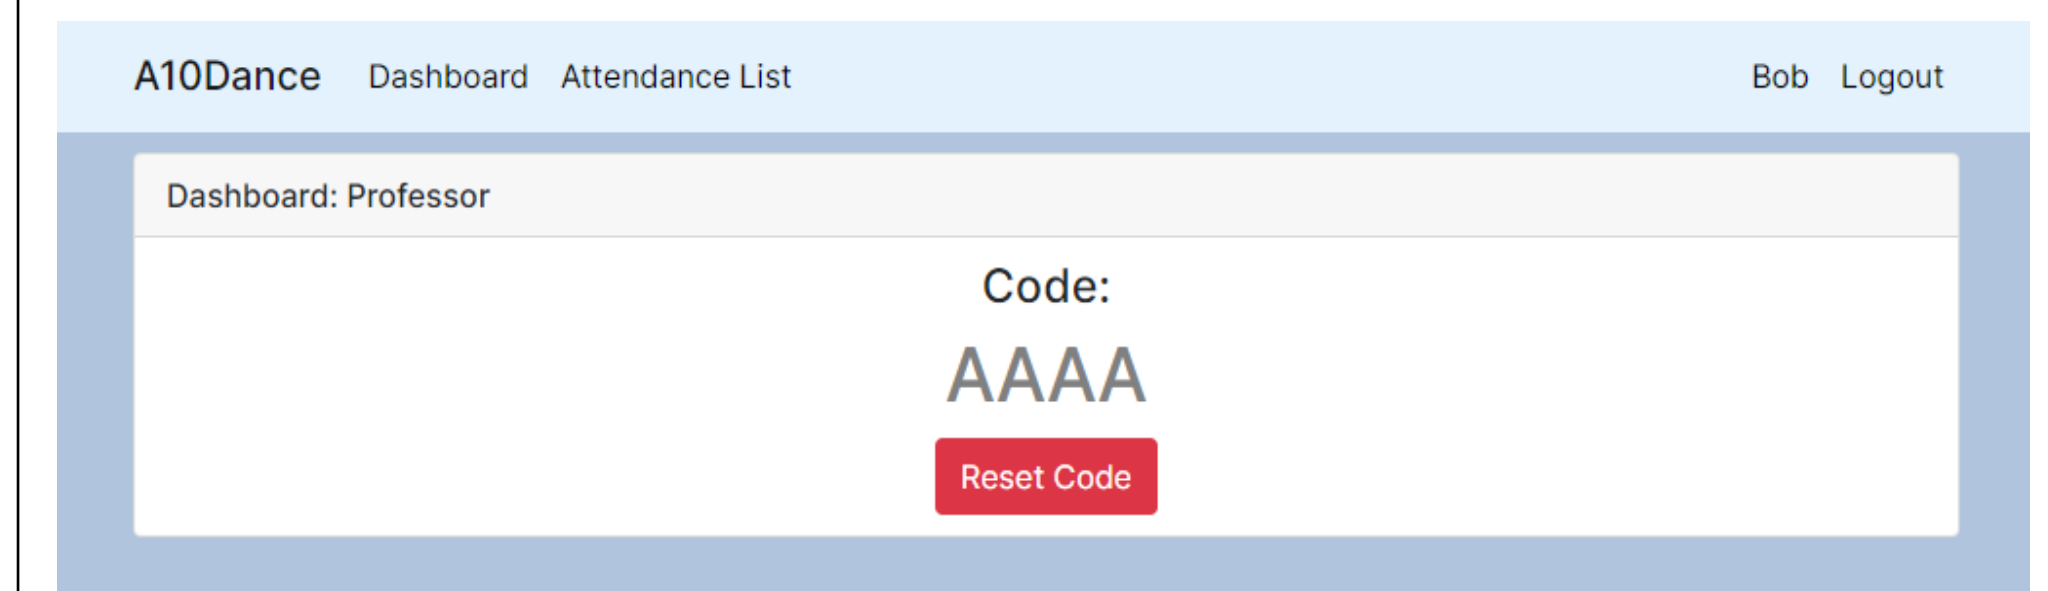 A10Dance Dashboard Attendance List Bob Logout
Dashboard: Professor
Code:
AAAA
Reset Code